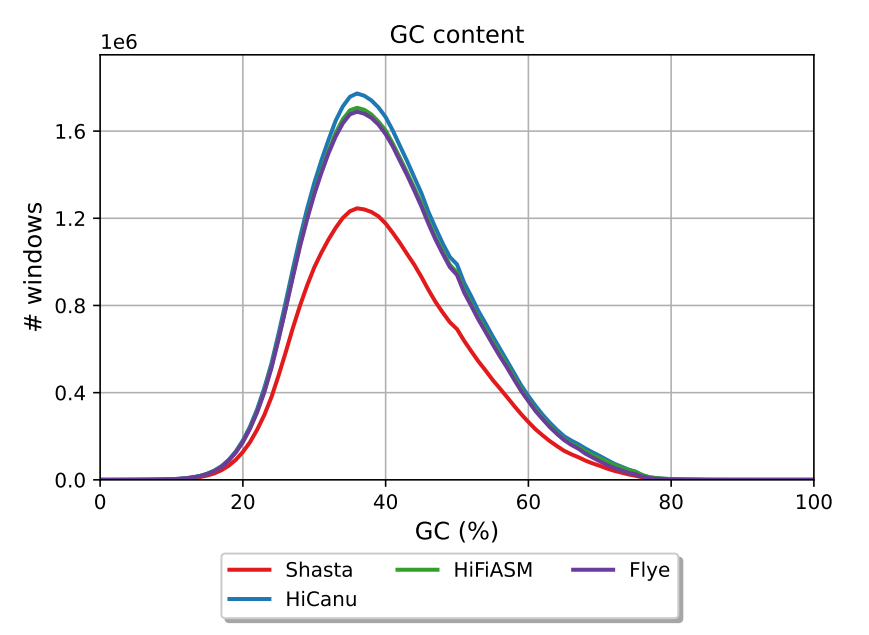 GC content
1e6
1.6
1.2
0.8
0.4
0.0
# windows
0 20 40 60 80 100
GC (%)
Shasta HiFiASM Flye
HiCanu